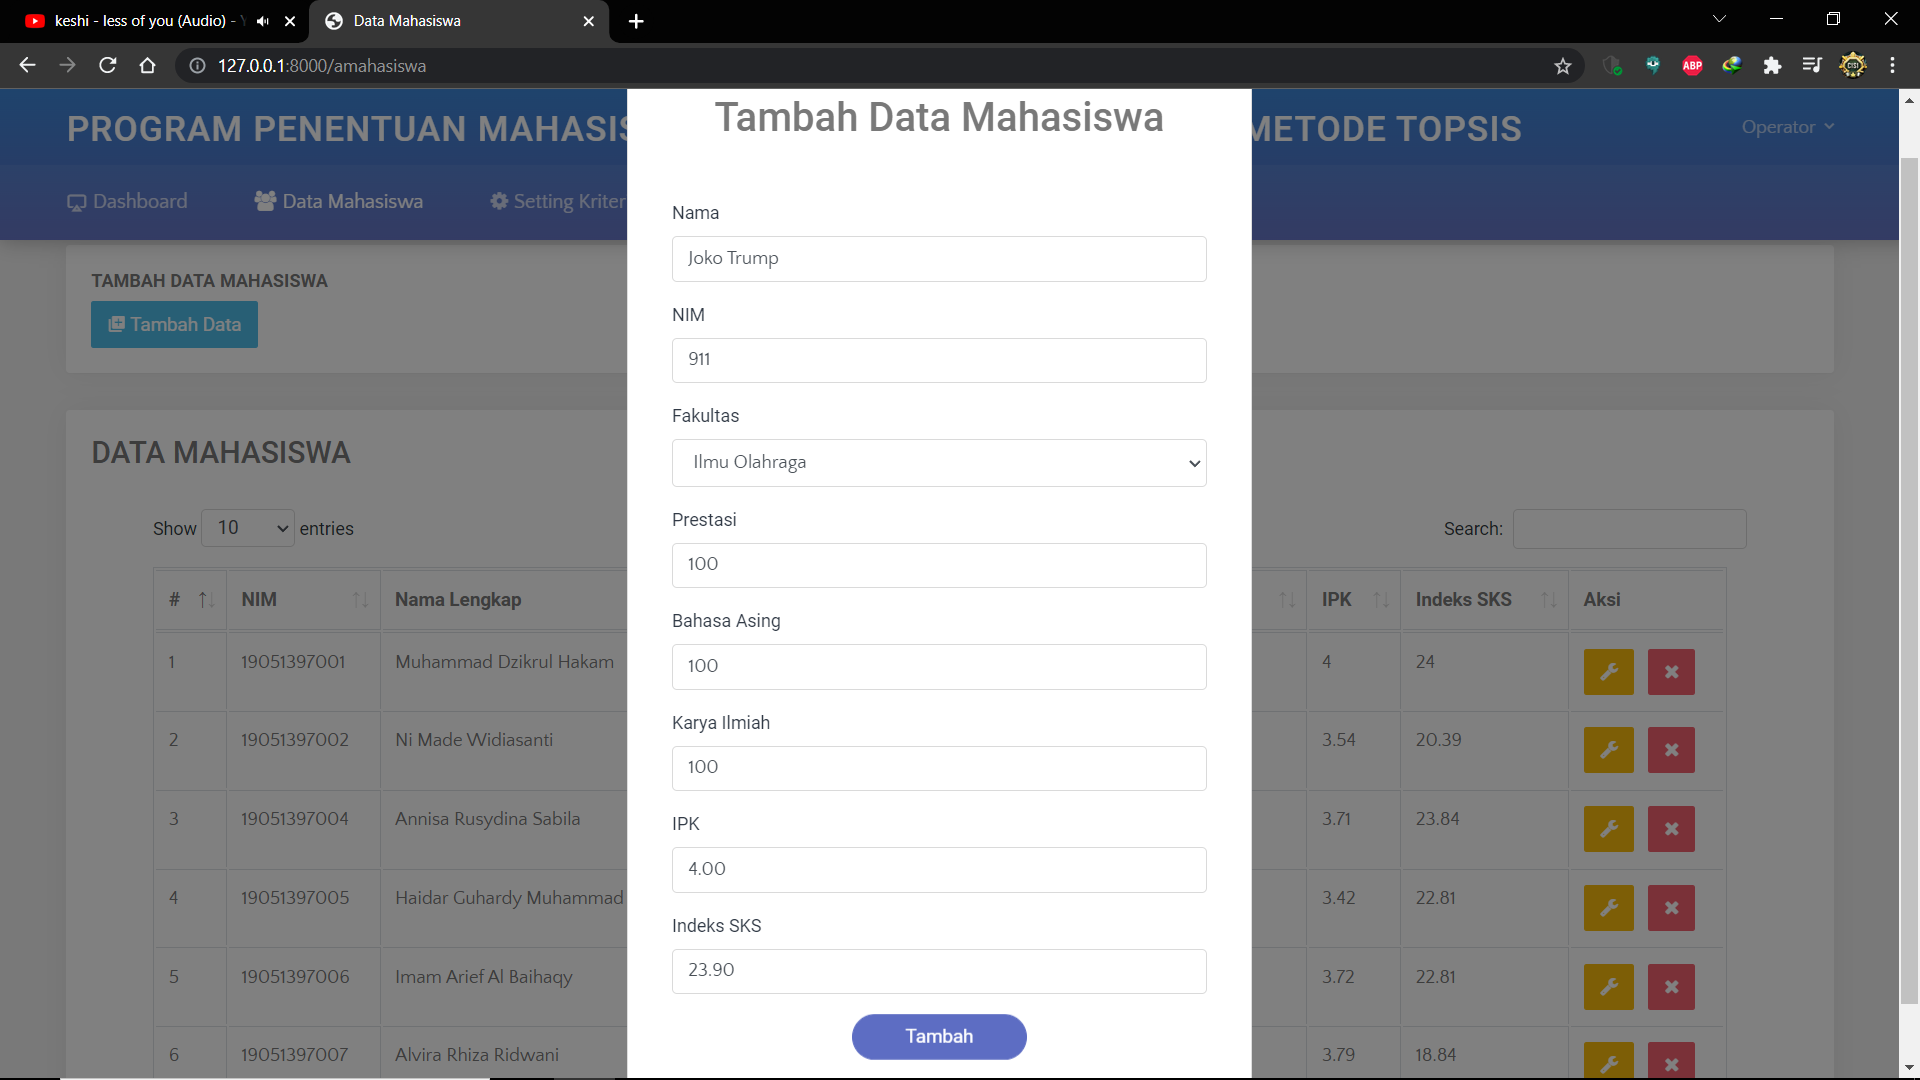 keshi - less of you (Audio) -
Data Mahasiswa
127.0.0.1:8000/amahasiswa
ABP
PROGRAM PENENTUAN MAHASIS
METODE TOPSIS
Operator
Dashboard
Data Mahasiswa
Setting Kriter
TAMBAH DATA MAHASISWA
Tambah Data
DATA MAHASISWA
Show 10 entries
Search:
# NIM Nama Lengkap IPK Indeks SKS Aksi
1 19051397001 Muhammad Dzikrul Hakam 4 24
2 19051397002 Ni Made Widiasanti 3.54 20.39
3 19051397004 Annisa Rusydina Sabila 3.71 23.84
4 19051397005 Haidar Guhardy Muhammad 3.42 22.81
5 19051397006 Imam Arief Al Baihaqy 3.72 22.81
6 19051397007 Alvira Rhiza Ridwani 3.79 18.84
Tambah Data Mahasiswa
Nama
Joko Trump
NIM
911
Fakultas
Ilmu Olahraga
Prestasi
100
Bahasa Asing
100
Karya Ilmiah
100
IPK
4.00
Indeks SKS
23.90
Tambah